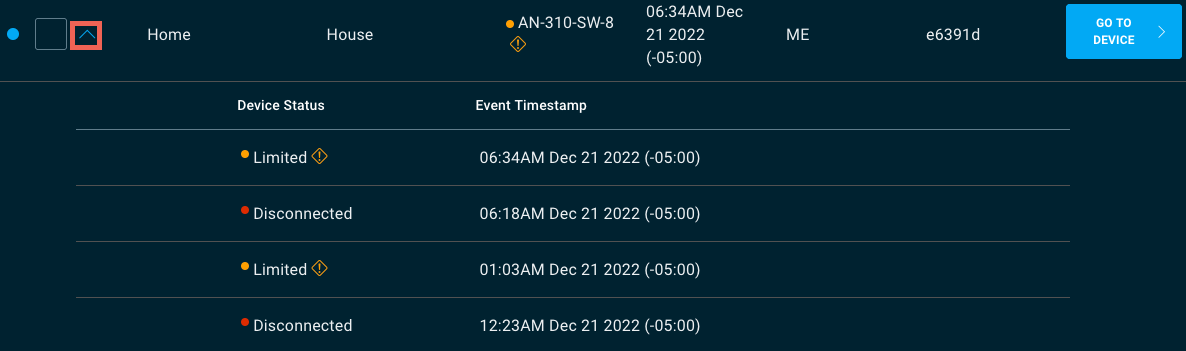 Home House AN-310-SW-8 06:34AM Dec 21 2022 (-05:00) ME e6391d GO TO DEVICE
Device Status Event Timestamp
Limited 06:34AM Dec 21 2022 (-05:00)
Disconnected 06:18AM Dec 21 2022 (-05:00)
Limited 01:03AM Dec 21 2022 (-05:00)
Disconnected 12:23AM Dec 21 2022 (-05:00)